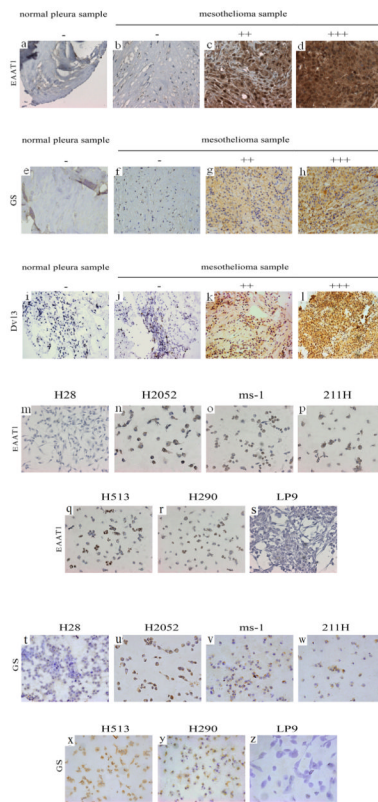 normal pleura sample mesothelioma sample
- - ++ +++
EAAT1 a b c d
normal pleura sample mesothelioma sample
- - ++ +++
GS e f g h
normal pleura sample mesothelioma sample
- - ++ +++
Dvl3 i j k l
H28 H2052 ms-1 211H
EAAT1 m n o p
H513 H290 LP9
EAAT1 q r s
H28 H2052 ms-1 211H
GS t u v w
H513 H290 LP9
GS x y z